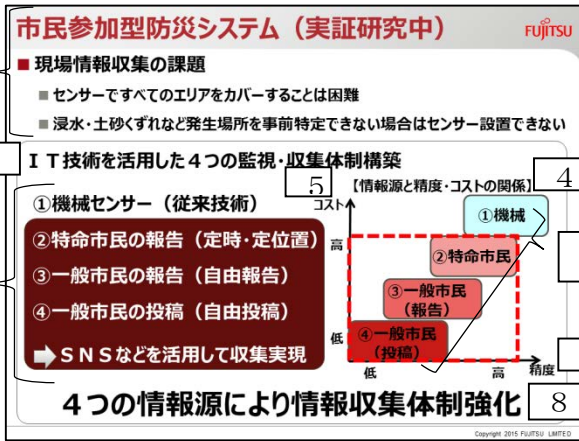 市民参加型防災システム（実証研究中）
FUJITSU
■ 現場情報収集の課題
■ センサーですべてのエリアをカバーすることは困難
■ 浸水・土砂くずれなど発生場所を事前特定できない場合はセンサー設置できない
ＩＴ技術を活用した４つの監視・収集体制構築
5
4
【情報源と精度・コストの関係】
①機械センサー（従来技術）
②特命市民の報告（定時・定位置）
③一般市民の報告（自由報告）
④一般市民の投稿（自由投稿）
➡ＳＮＳなどを活用して収集実現
コスト
高
低
①機械
②特命市民
③一般市民
（報告）
④一般市民
（投稿）
低
高
精度
４つの情報源により情報収集体制強化
8
Copyright 2015 FUJITSU LIMITED